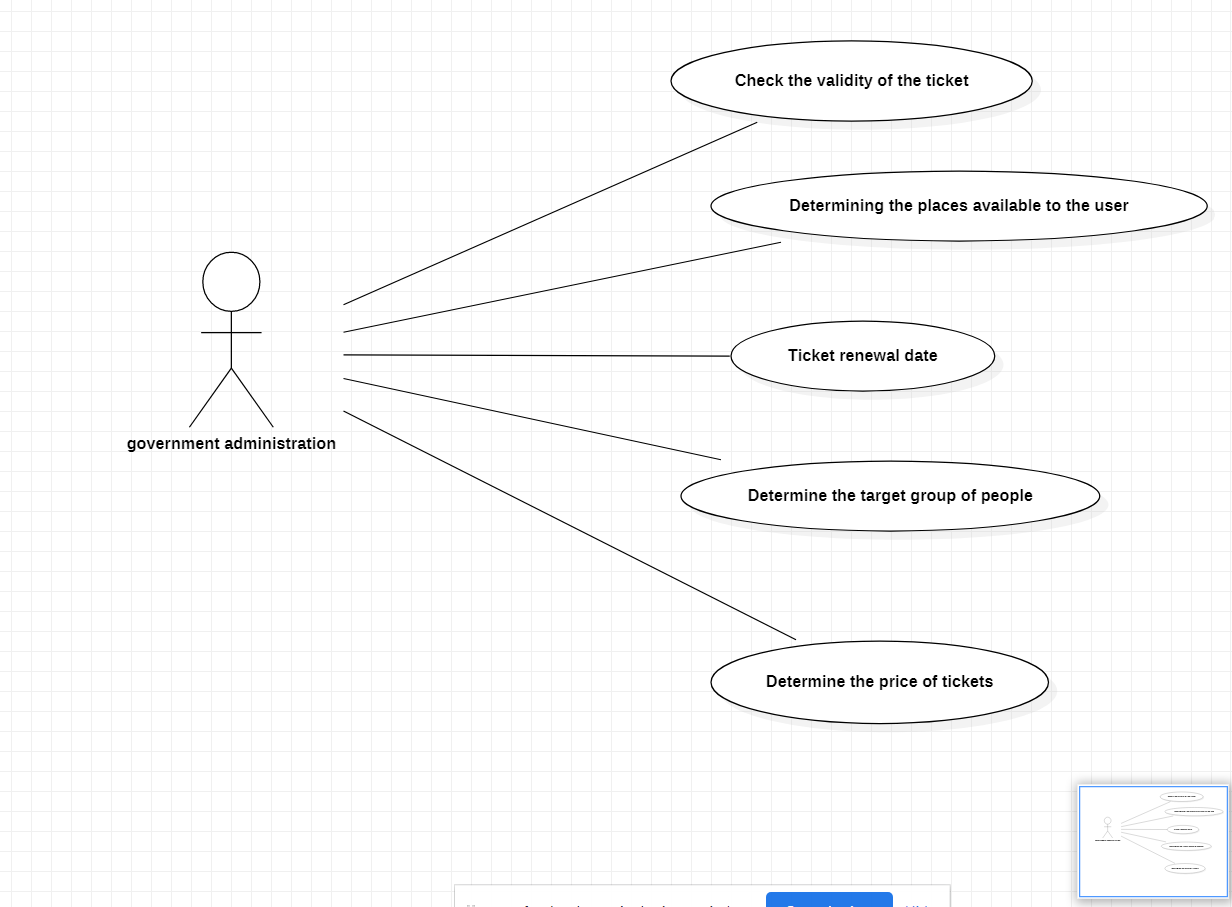 Check the validity of the ticket
Determining the places available to the user
Ticket renewal date
Determine the target group of people
government administration
Determine the price of tickets